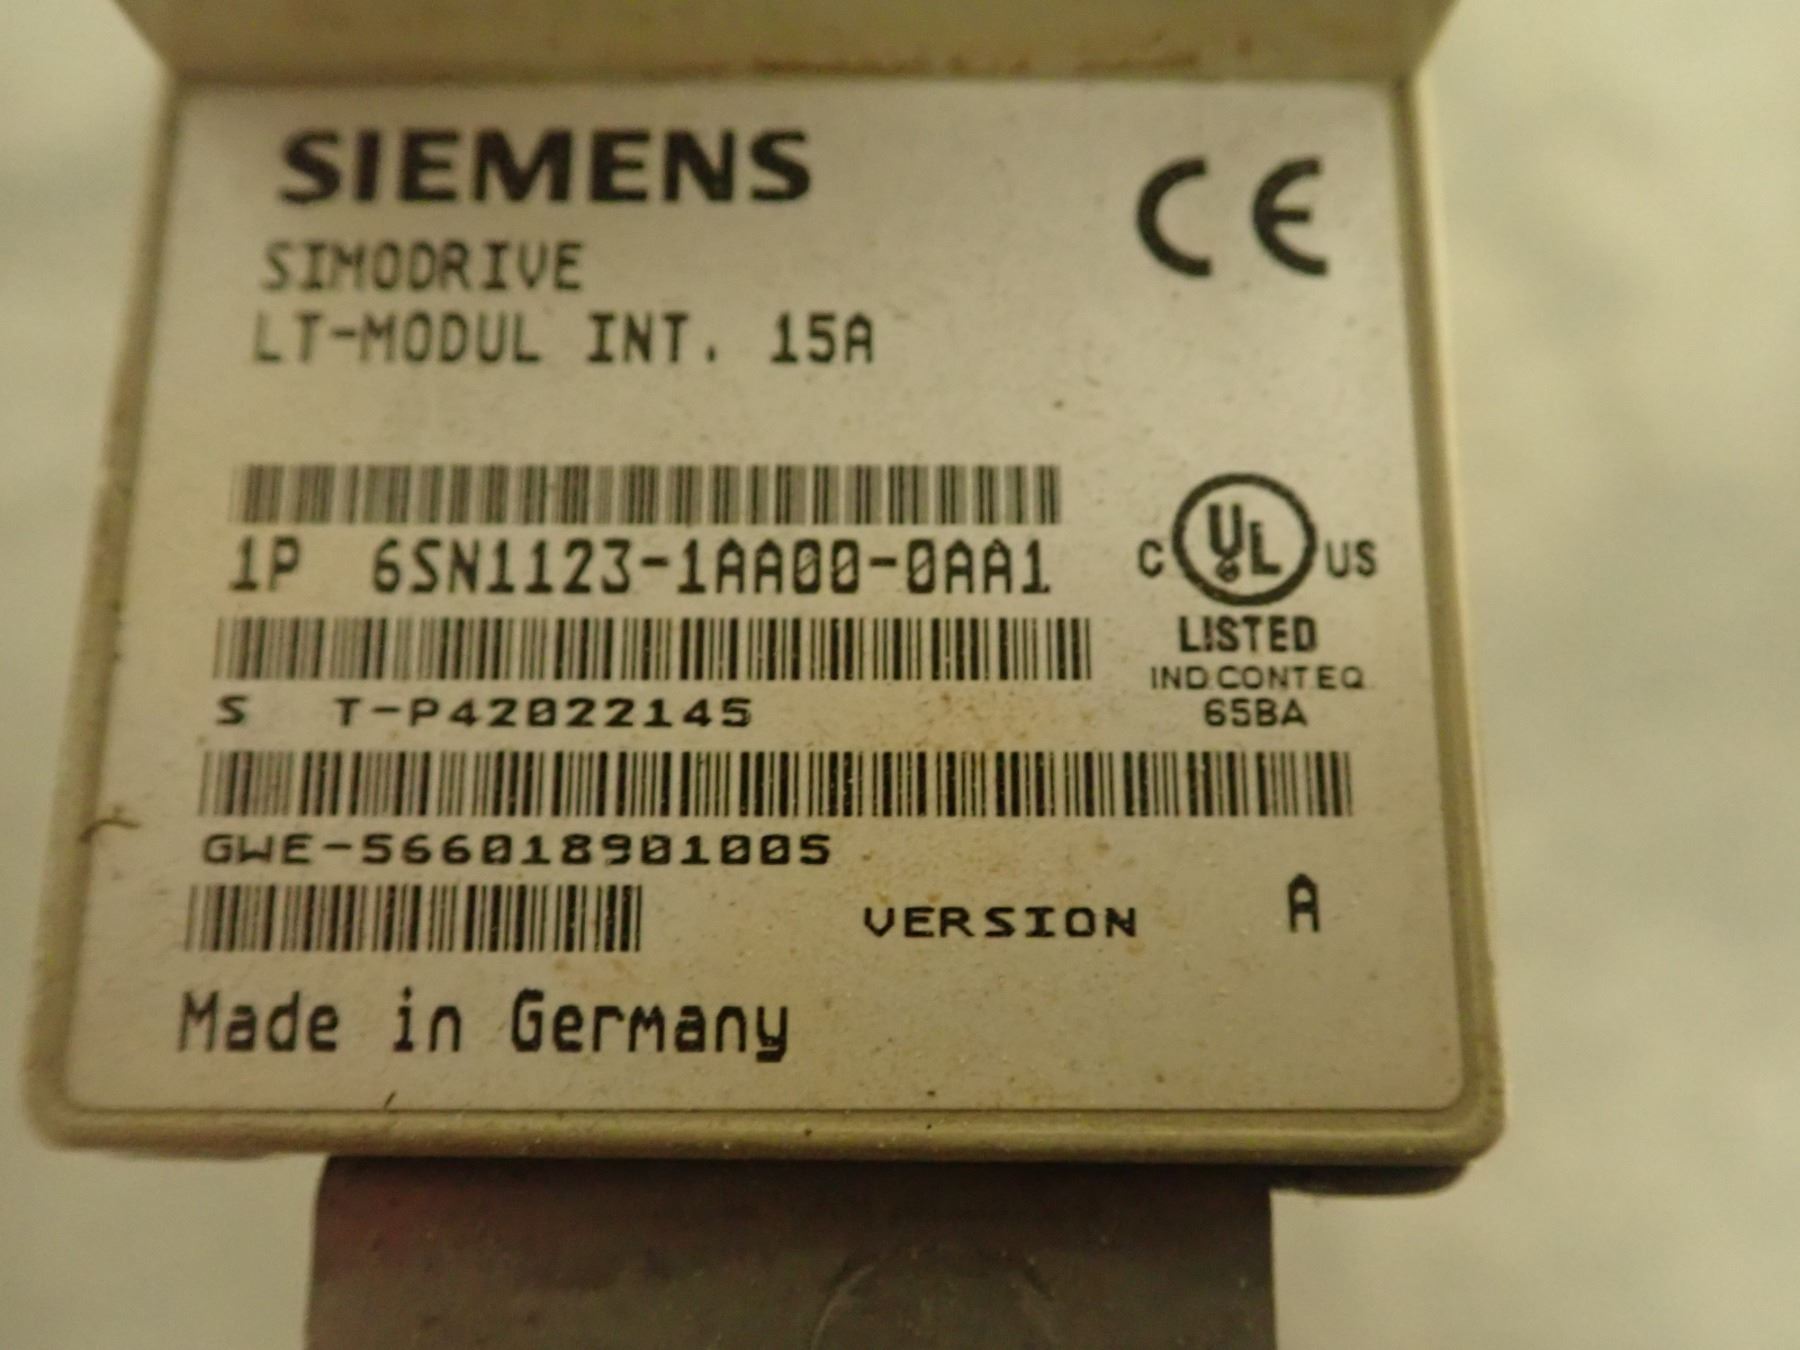 SIEMENS
CE
SIMODRIVE
LT-MODUL INT. 15A
1P 6SN1123-1AA00-0AA1
C UL US
LISTED
IND.CONT.EQ.
65BA
S T-P42022145
GWE-566018901005
VERSION A
Made in Germany